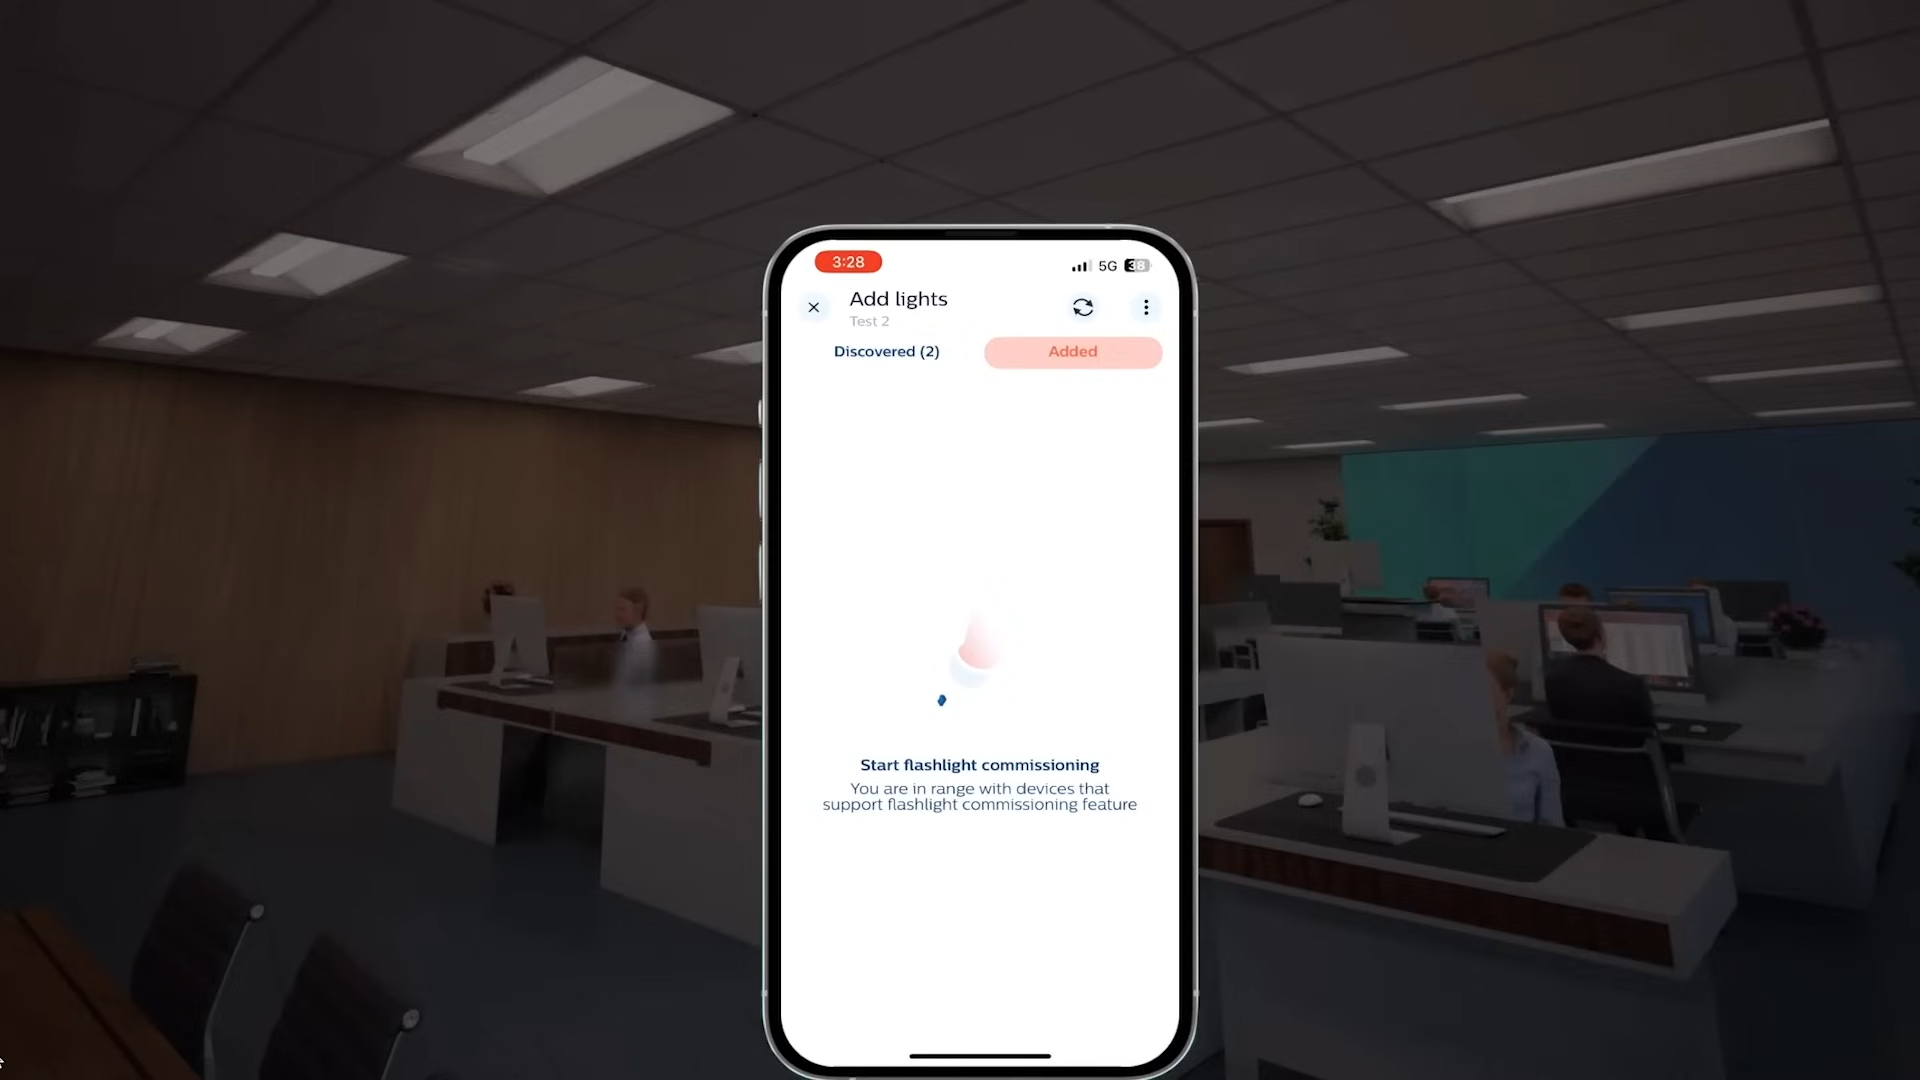 3:28
5G 38
Add lights
Test 2
Discovered (2)
Added
Start flashlight commissioning
You are in range with devices that
support flashlight commissioning feature